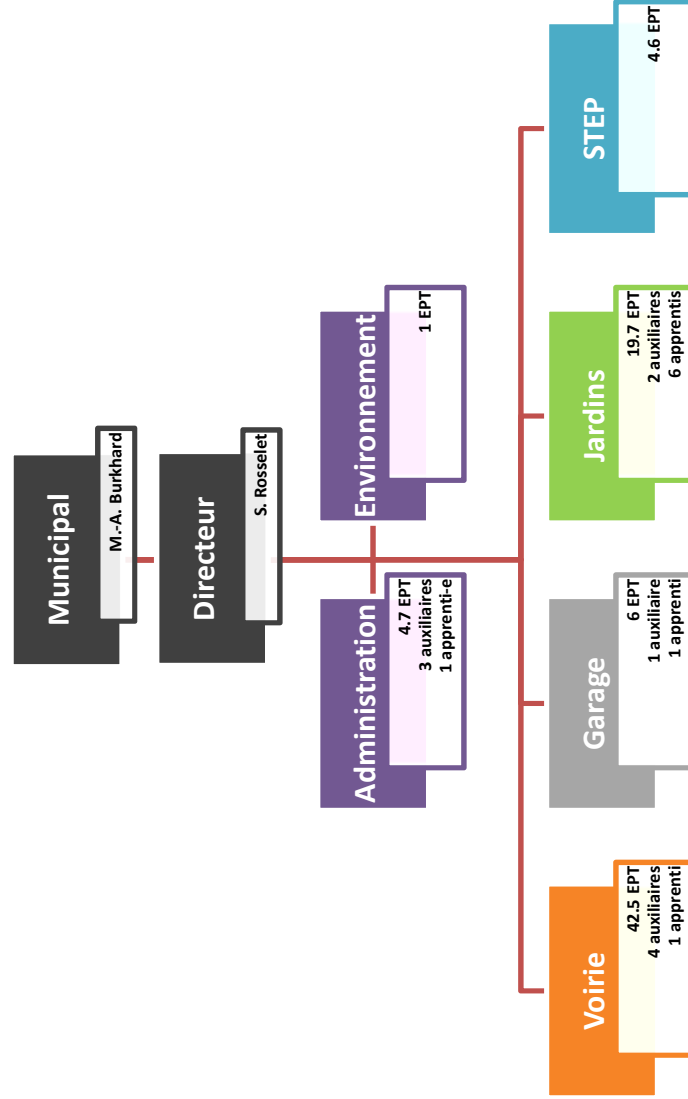 Municipal
M.-A. Burkhard
Directeur
S. Rosselet
Administration
4.7 EPT
3 auxiliaires
1 apprenti-e
Environnement
1 EPT
Voirie
42.5 EPT
4 auxiliaires
1 apprenti
Garage
6 EPT
1 auxiliaire
1 apprenti
Jardins
19.7 EPT
2 auxiliaires
6 apprentis
STEP
4.6 EPT